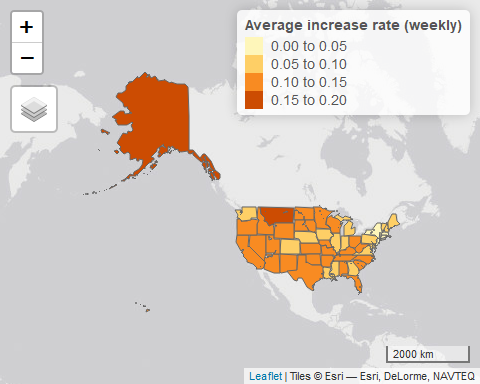 +
Average increase rate (weekly)
−
0.00 to 0.05
0.05 to 0.10
0.10 to 0.15
0.15 to 0.20
2000 km
Leaflet | Tiles © Esri — Esri, DeLorme, NAVTEQ